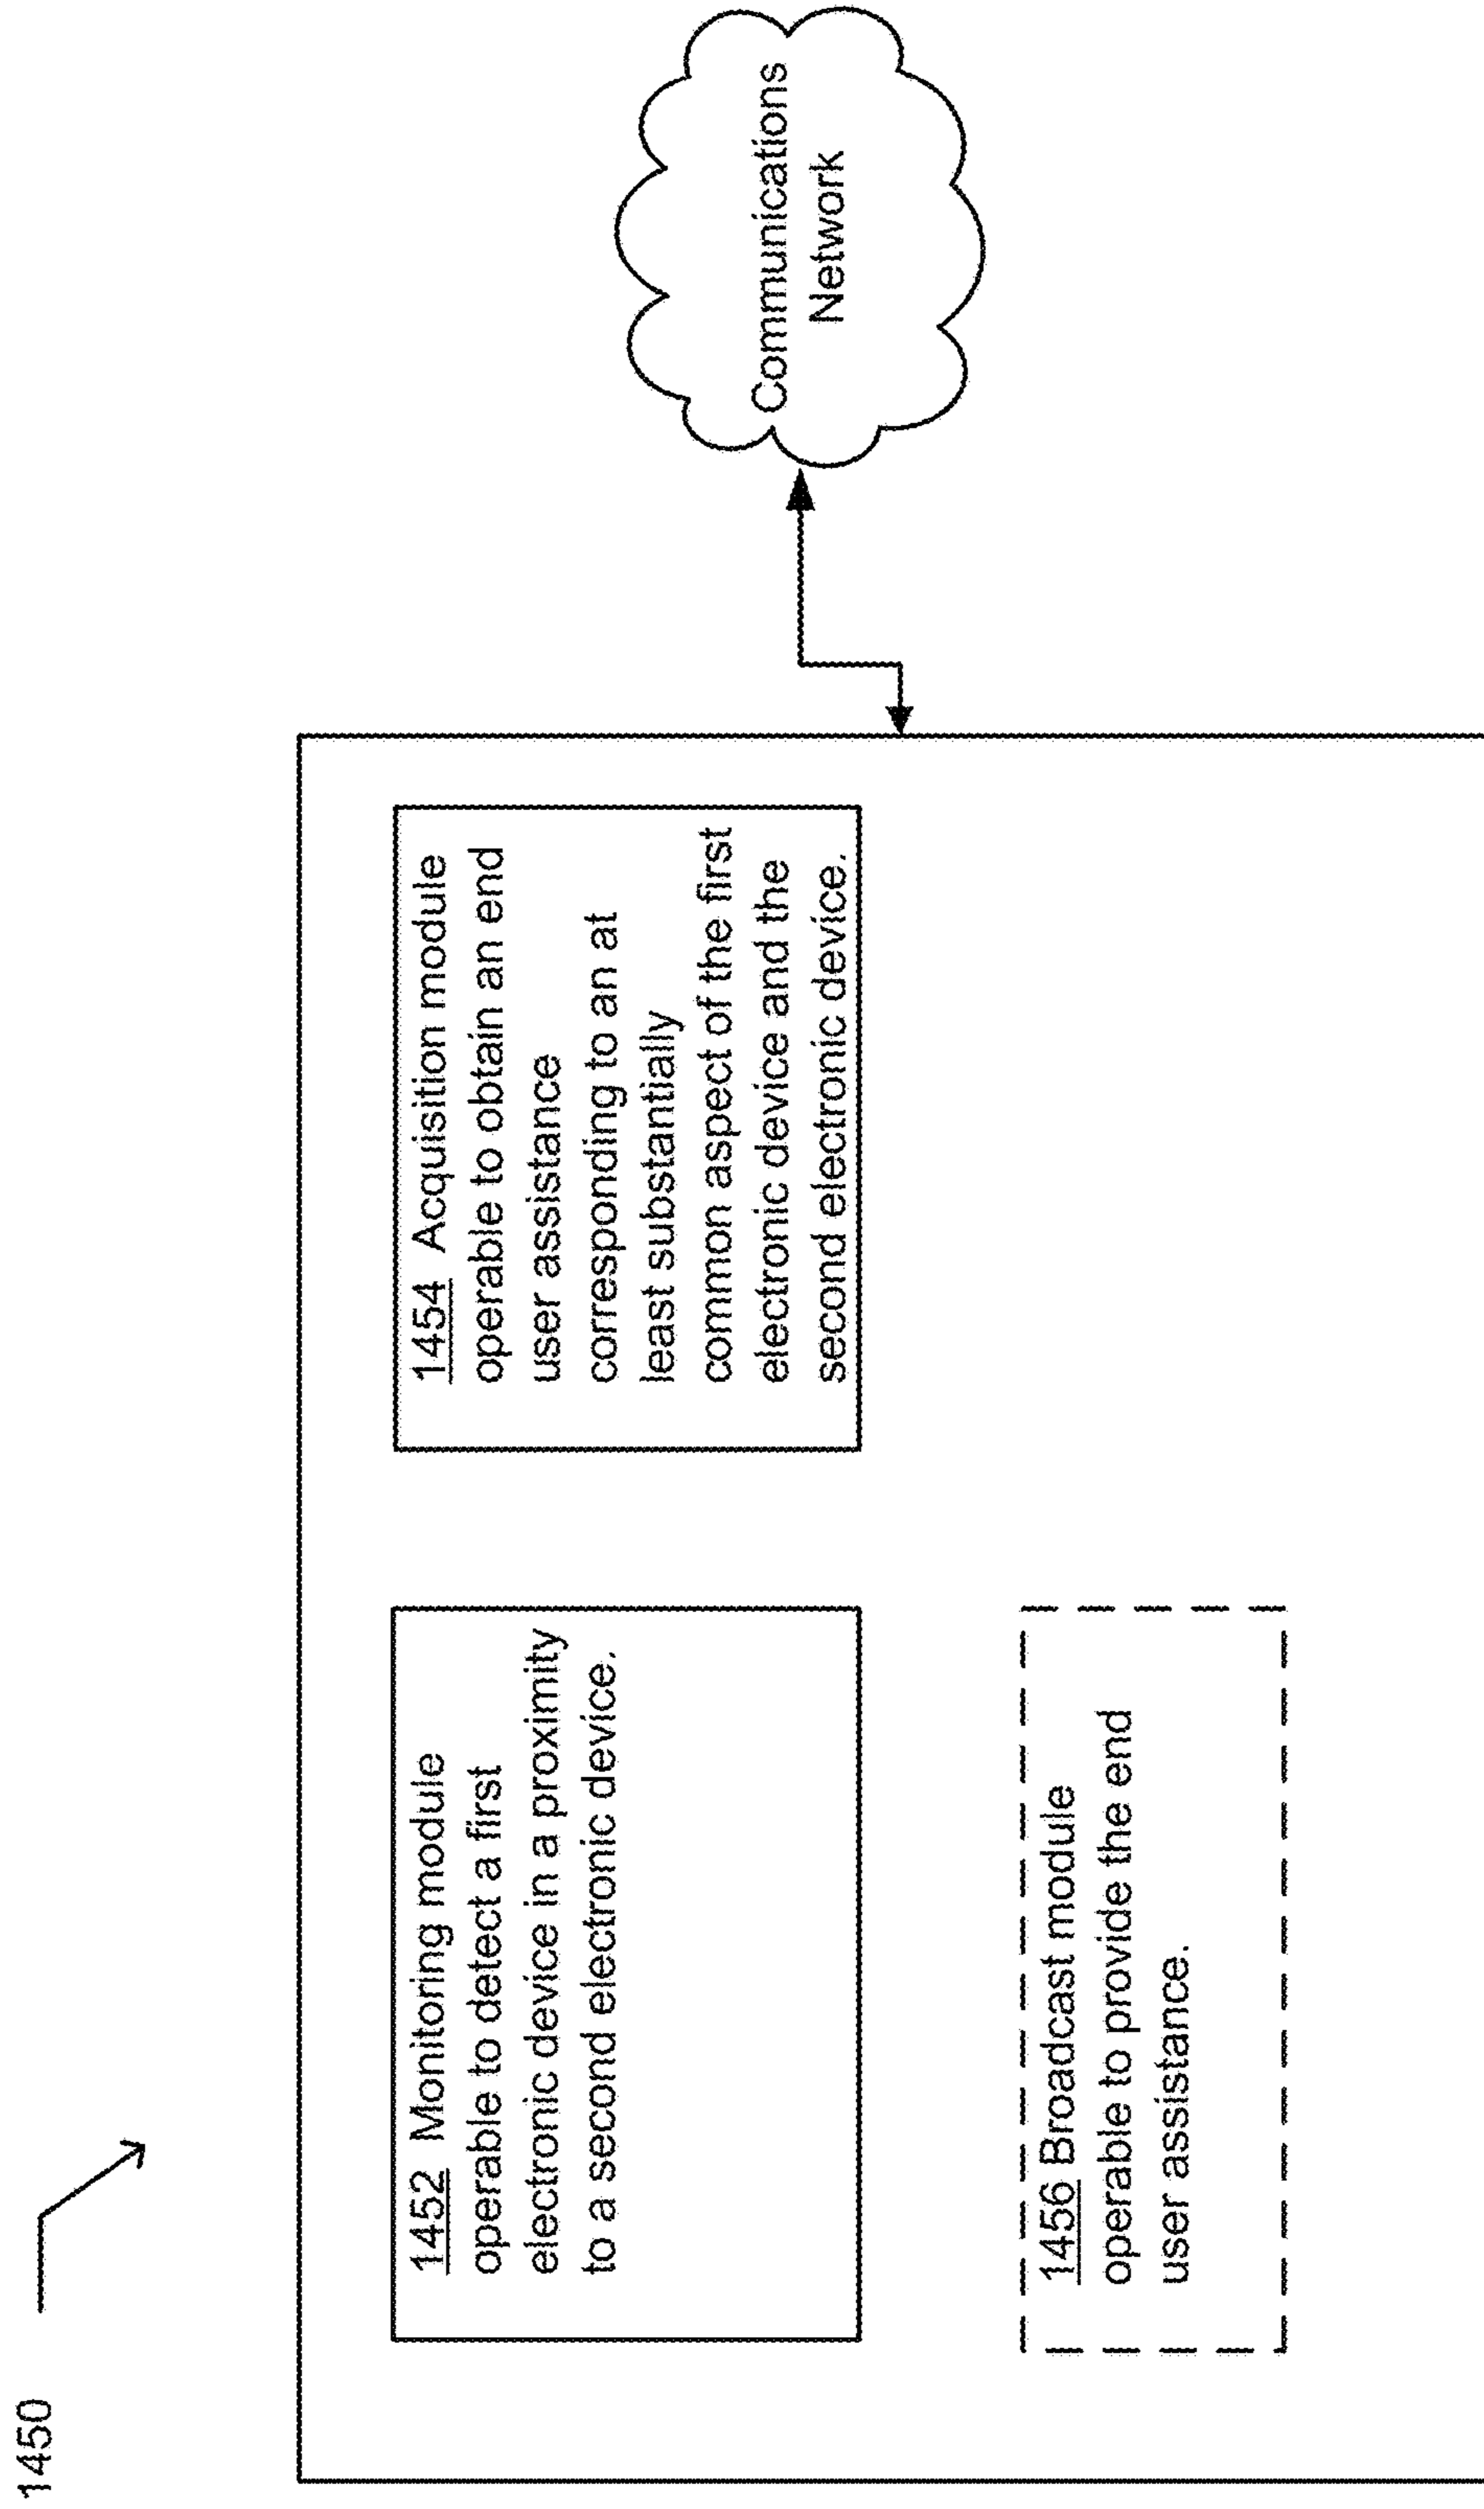 1450
1452 Monitoring module
operable to detect a first
electronic device in a proximity
to a second electronic device.
1454 Acquisition module
operable to obtain an end
user assistance
corresponding to an at
least substantially
common aspect of the first
electronic device and the
second electronic device.
1456 Broadcast module
operable to provide the end
user assistance.
Communications
Network